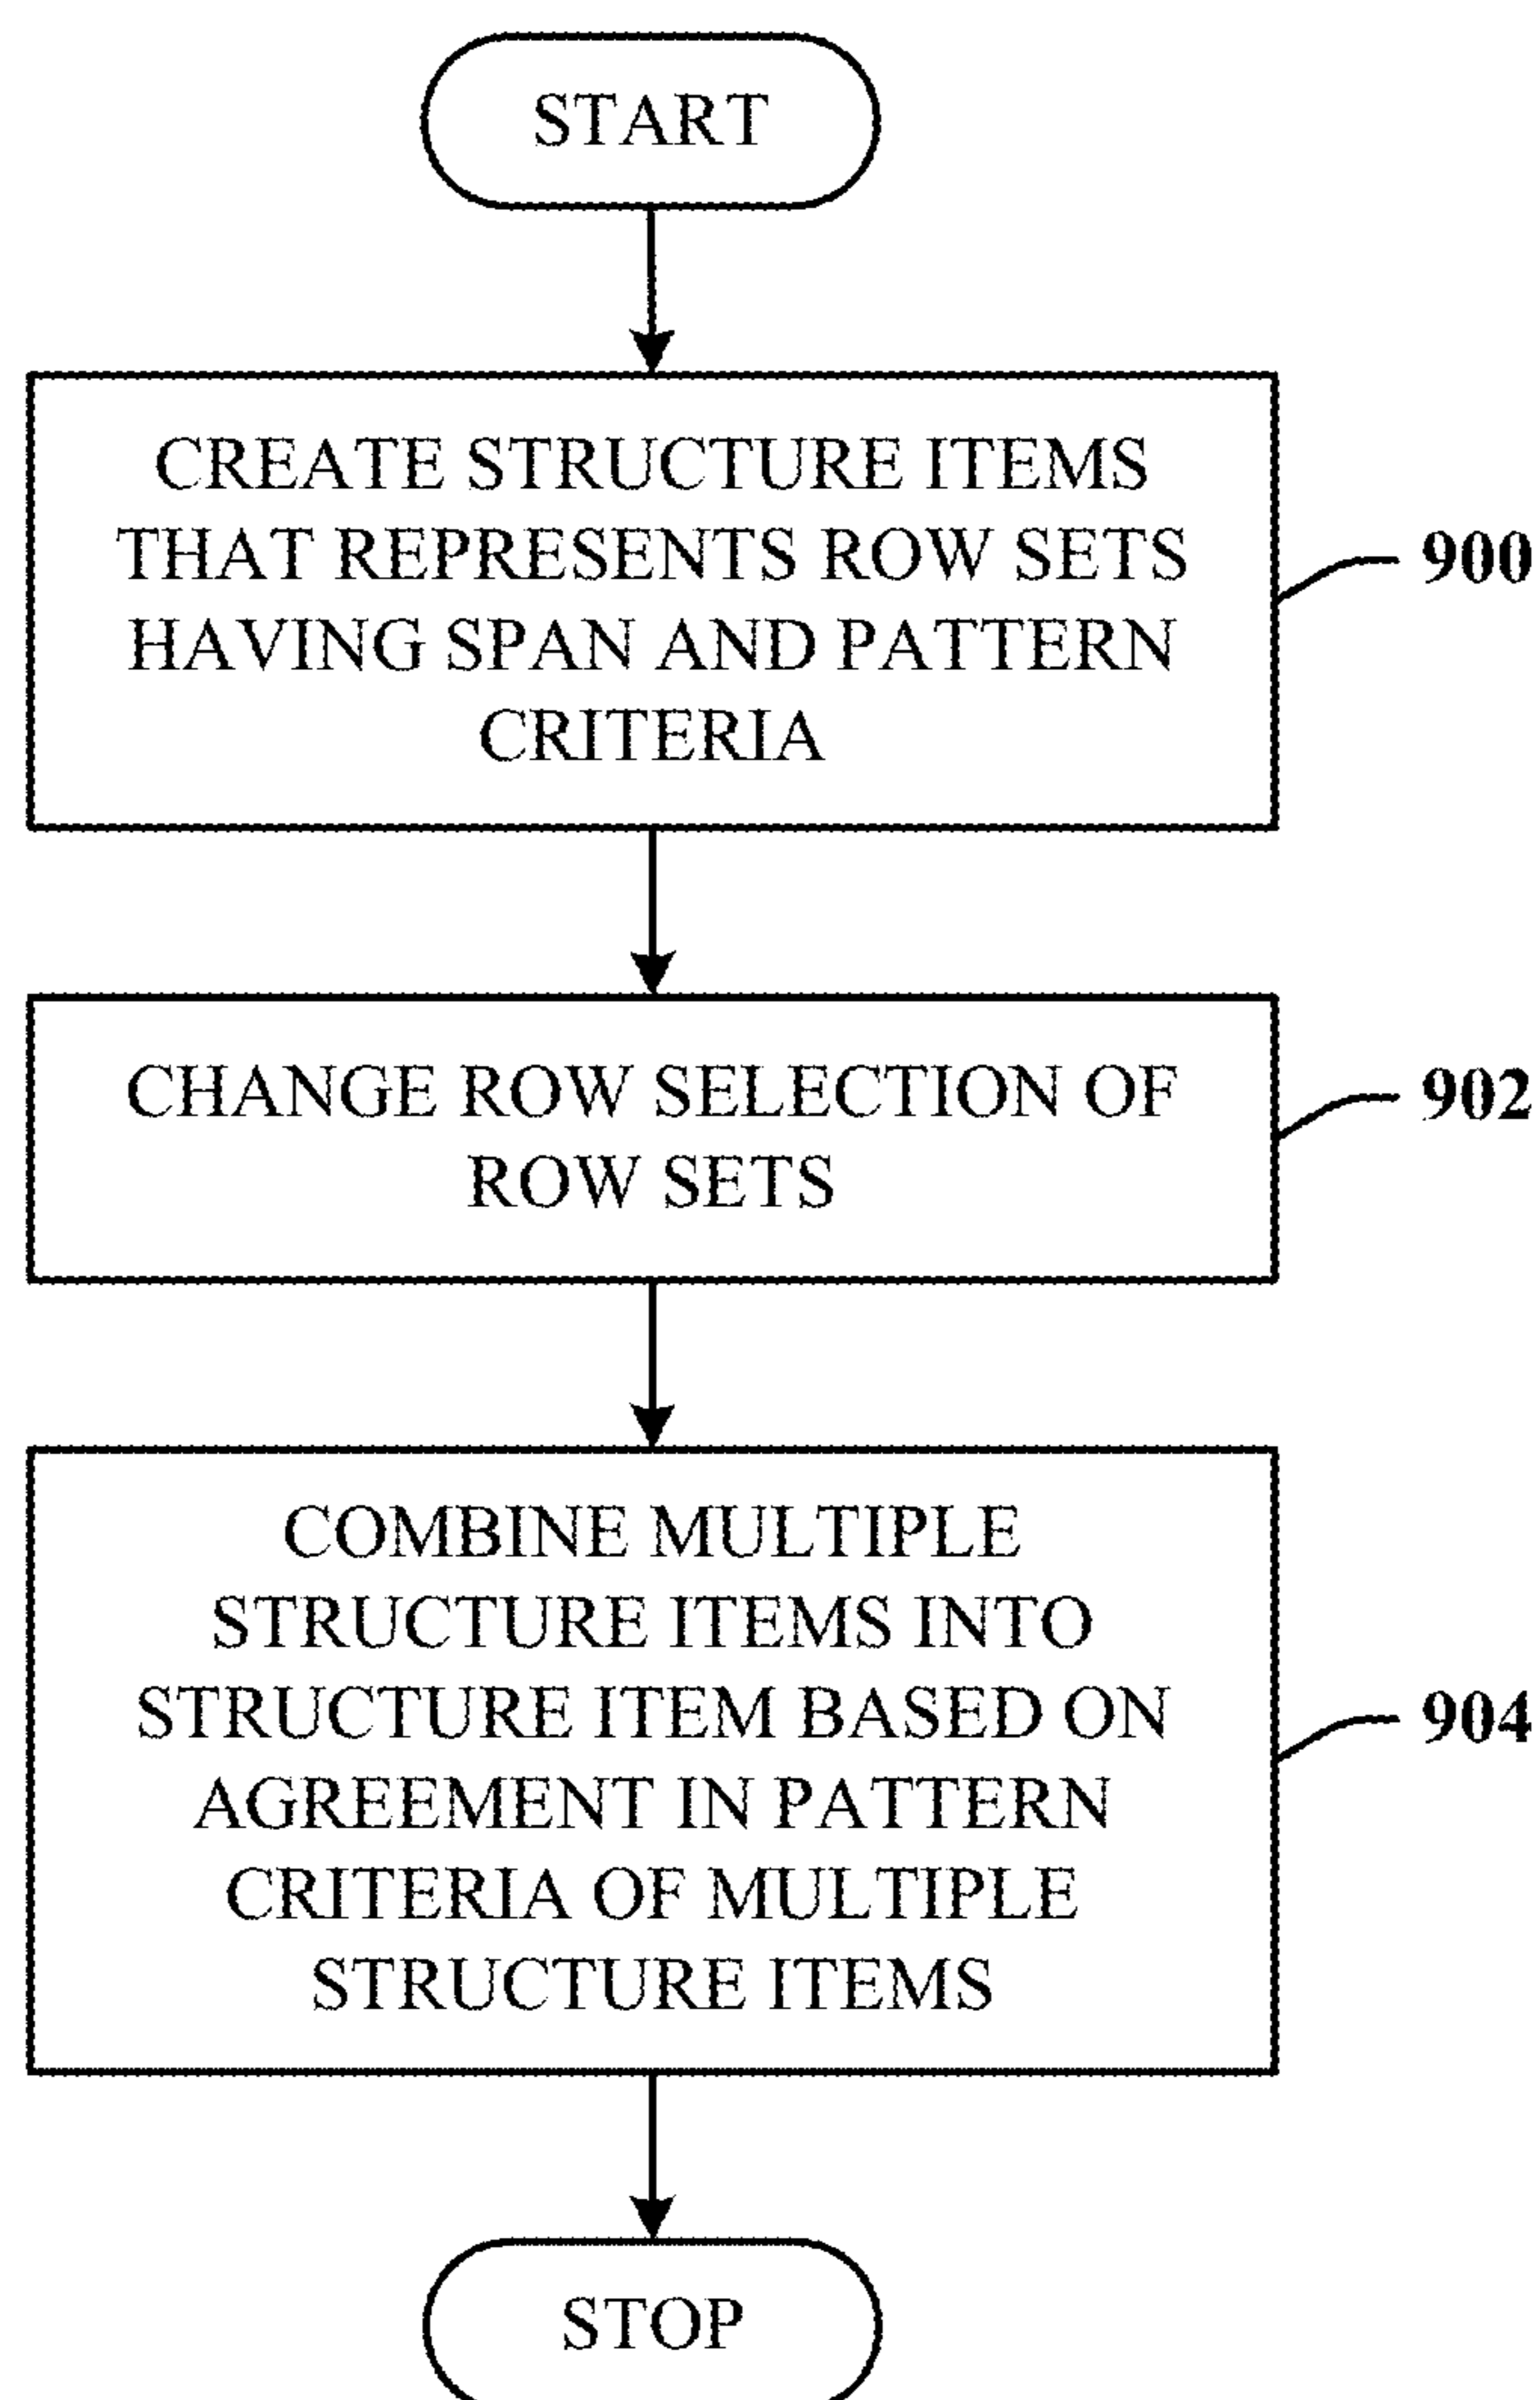 START
CREATE STRUCTURE ITEMS
THAT REPRESENTS ROW SETS
HAVING SPAN AND PATTERN
CRITERIA
900
CHANGE ROW SELECTION OF
ROW SETS
902
COMBINE MULTIPLE
STRUCTURE ITEMS INTO
STRUCTURE ITEM BASED ON
AGREEMENT IN PATTERN
CRITERIA OF MULTIPLE
STRUCTURE ITEMS
904
STOP